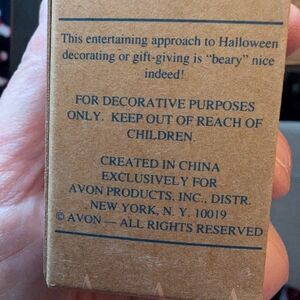 This entertaining approach to Halloween
decorating or gift-giving is "beary" nice
indeed!
FOR DECORATIVE PURPOSES
ONLY. KEEP OUT OF REACH OF
CHILDREN.
CREATED IN CHINA
EXCLUSIVELY FOR
AVON PRODUCTS, INC., DISTR.
NEW YORK, N. Y. 10019
© AVON — ALL RIGHTS RESERVED